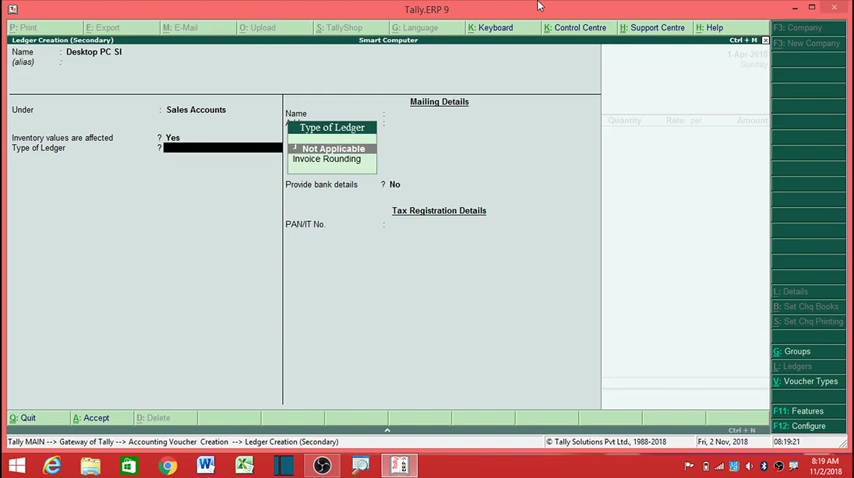 Tally.ERP 9
P: Print E: Export M: E-Mail O: Upload S: TallyShop G: Language K: Keyboard K: Control Centre H: Support Centre H: Help
F3: Company
F3: New Company
Ledger Creation (Secondary) Smart Computer Ctrl + M
Name : Desktop PC SI
(alias) :
1-Apr-2018
Sunday
Under : Sales Accounts
Inventory values are affected ? Yes
Type of Ledger ?
Mailing Details
Name :
Type of Ledger
Not Applicable
Invoice Rounding
Provide bank details ? No
Tax Registration Details
PAN/IT No. :
Quantity Rate per Amount
L: Details
B: Set Chq Books
S: Set Chq Printing
G: Groups
L: Ledgers
V: Voucher Types
F11: Features
F12: Configure
Q: Quit A: Accept D: Delete
Ctrl + N
Tally MAIN --> Gateway of Tally --> Accounting Voucher Creation --> Ledger Creation (Secondary) © Tally Solutions Pvt Ltd., 1988-2018 Fri, 2 Nov, 2018 08:19:21
8:19 AM
11/2/2018